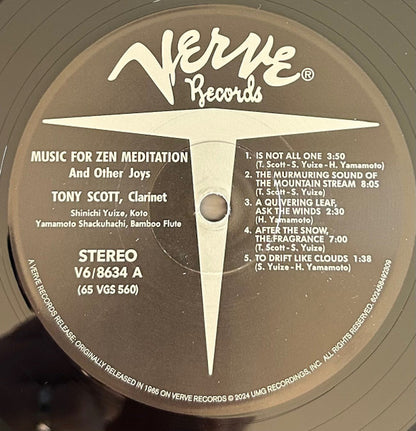 VERVE®
Records
MUSIC FOR ZEN MEDITATION
And Other Joys
TONY SCOTT, Clarinet
Shinichi Yuize, Koto
Yamamoto Shackuhachi, Bamboo Flute
STEREO
V6/8634 A
(65 VGS 560)
1. IS NOT ALL ONE 3:50
(T. Scott-S. Yuize-H. Yamamoto)
2. THE MURMURING SOUND OF
THE MOUNTAIN STREAM 8:05
(T. Scott-S. Yuize)
3. A QUIVERING LEAF,
ASK THE WINDS 2:30
(H. Yamamoto)
4. AFTER THE SNOW,
THE FRAGRANCE 7:00
(T. Scott-S. Yuize)
5. TO DRIFT LIKE CLOUDS 1:38
(S. Yuize-H. Yamamoto)
A VERVE RECORDS RELEASE. ORIGINALLY RELEASED IN 1965 ON VERVE RECORDS © 2024 UMG RECORDINGS, INC. ALL RIGHTS RESERVED.